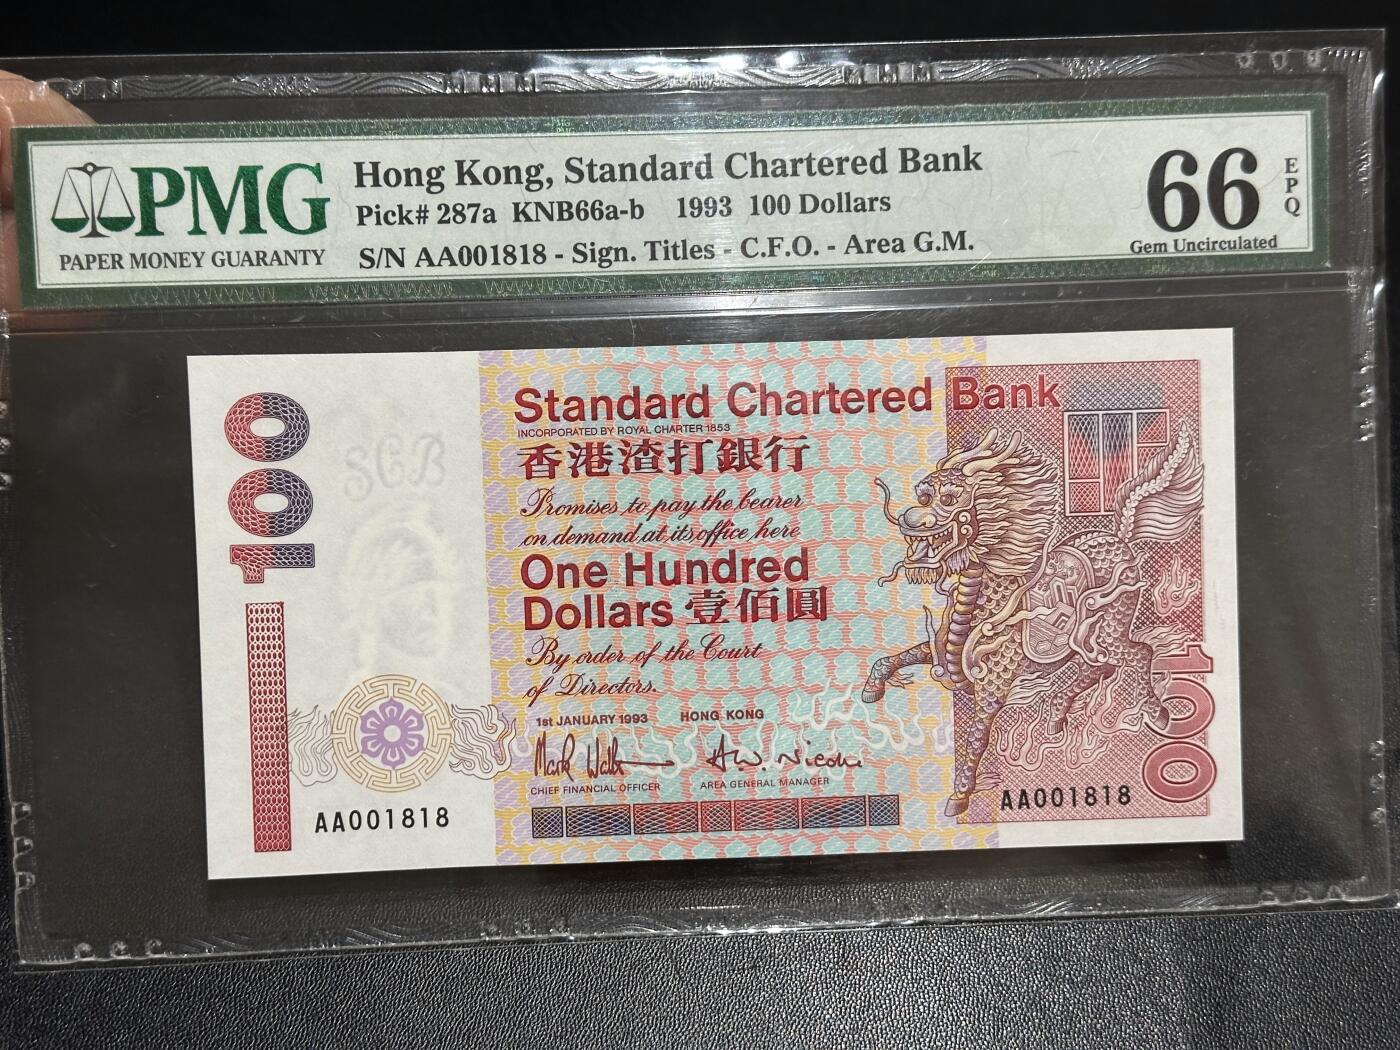 PMG
PAPER MONEY GUARANTY
Hong Kong, Standard Chartered Bank
Pick# 287a KNB66a-b 1993 100 Dollars
S/N AA001818 - Sign. Titles - C.F.O. - Area G.M.
66
EPQ
Gem Uncirculated
100
SCB
Standard Chartered Bank
INCORPORATED BY ROYAL CHARTER 1853
香港渣打銀行
Promises to pay the bearer
on demand at its office here
One Hundred
Dollars 壹佰圓
By order of the Court
of Directors.
1st JANUARY 1993 HONG KONG
CHIEF FINANCIAL OFFICER AREA GENERAL MANAGER
AA001818
AA001818
100